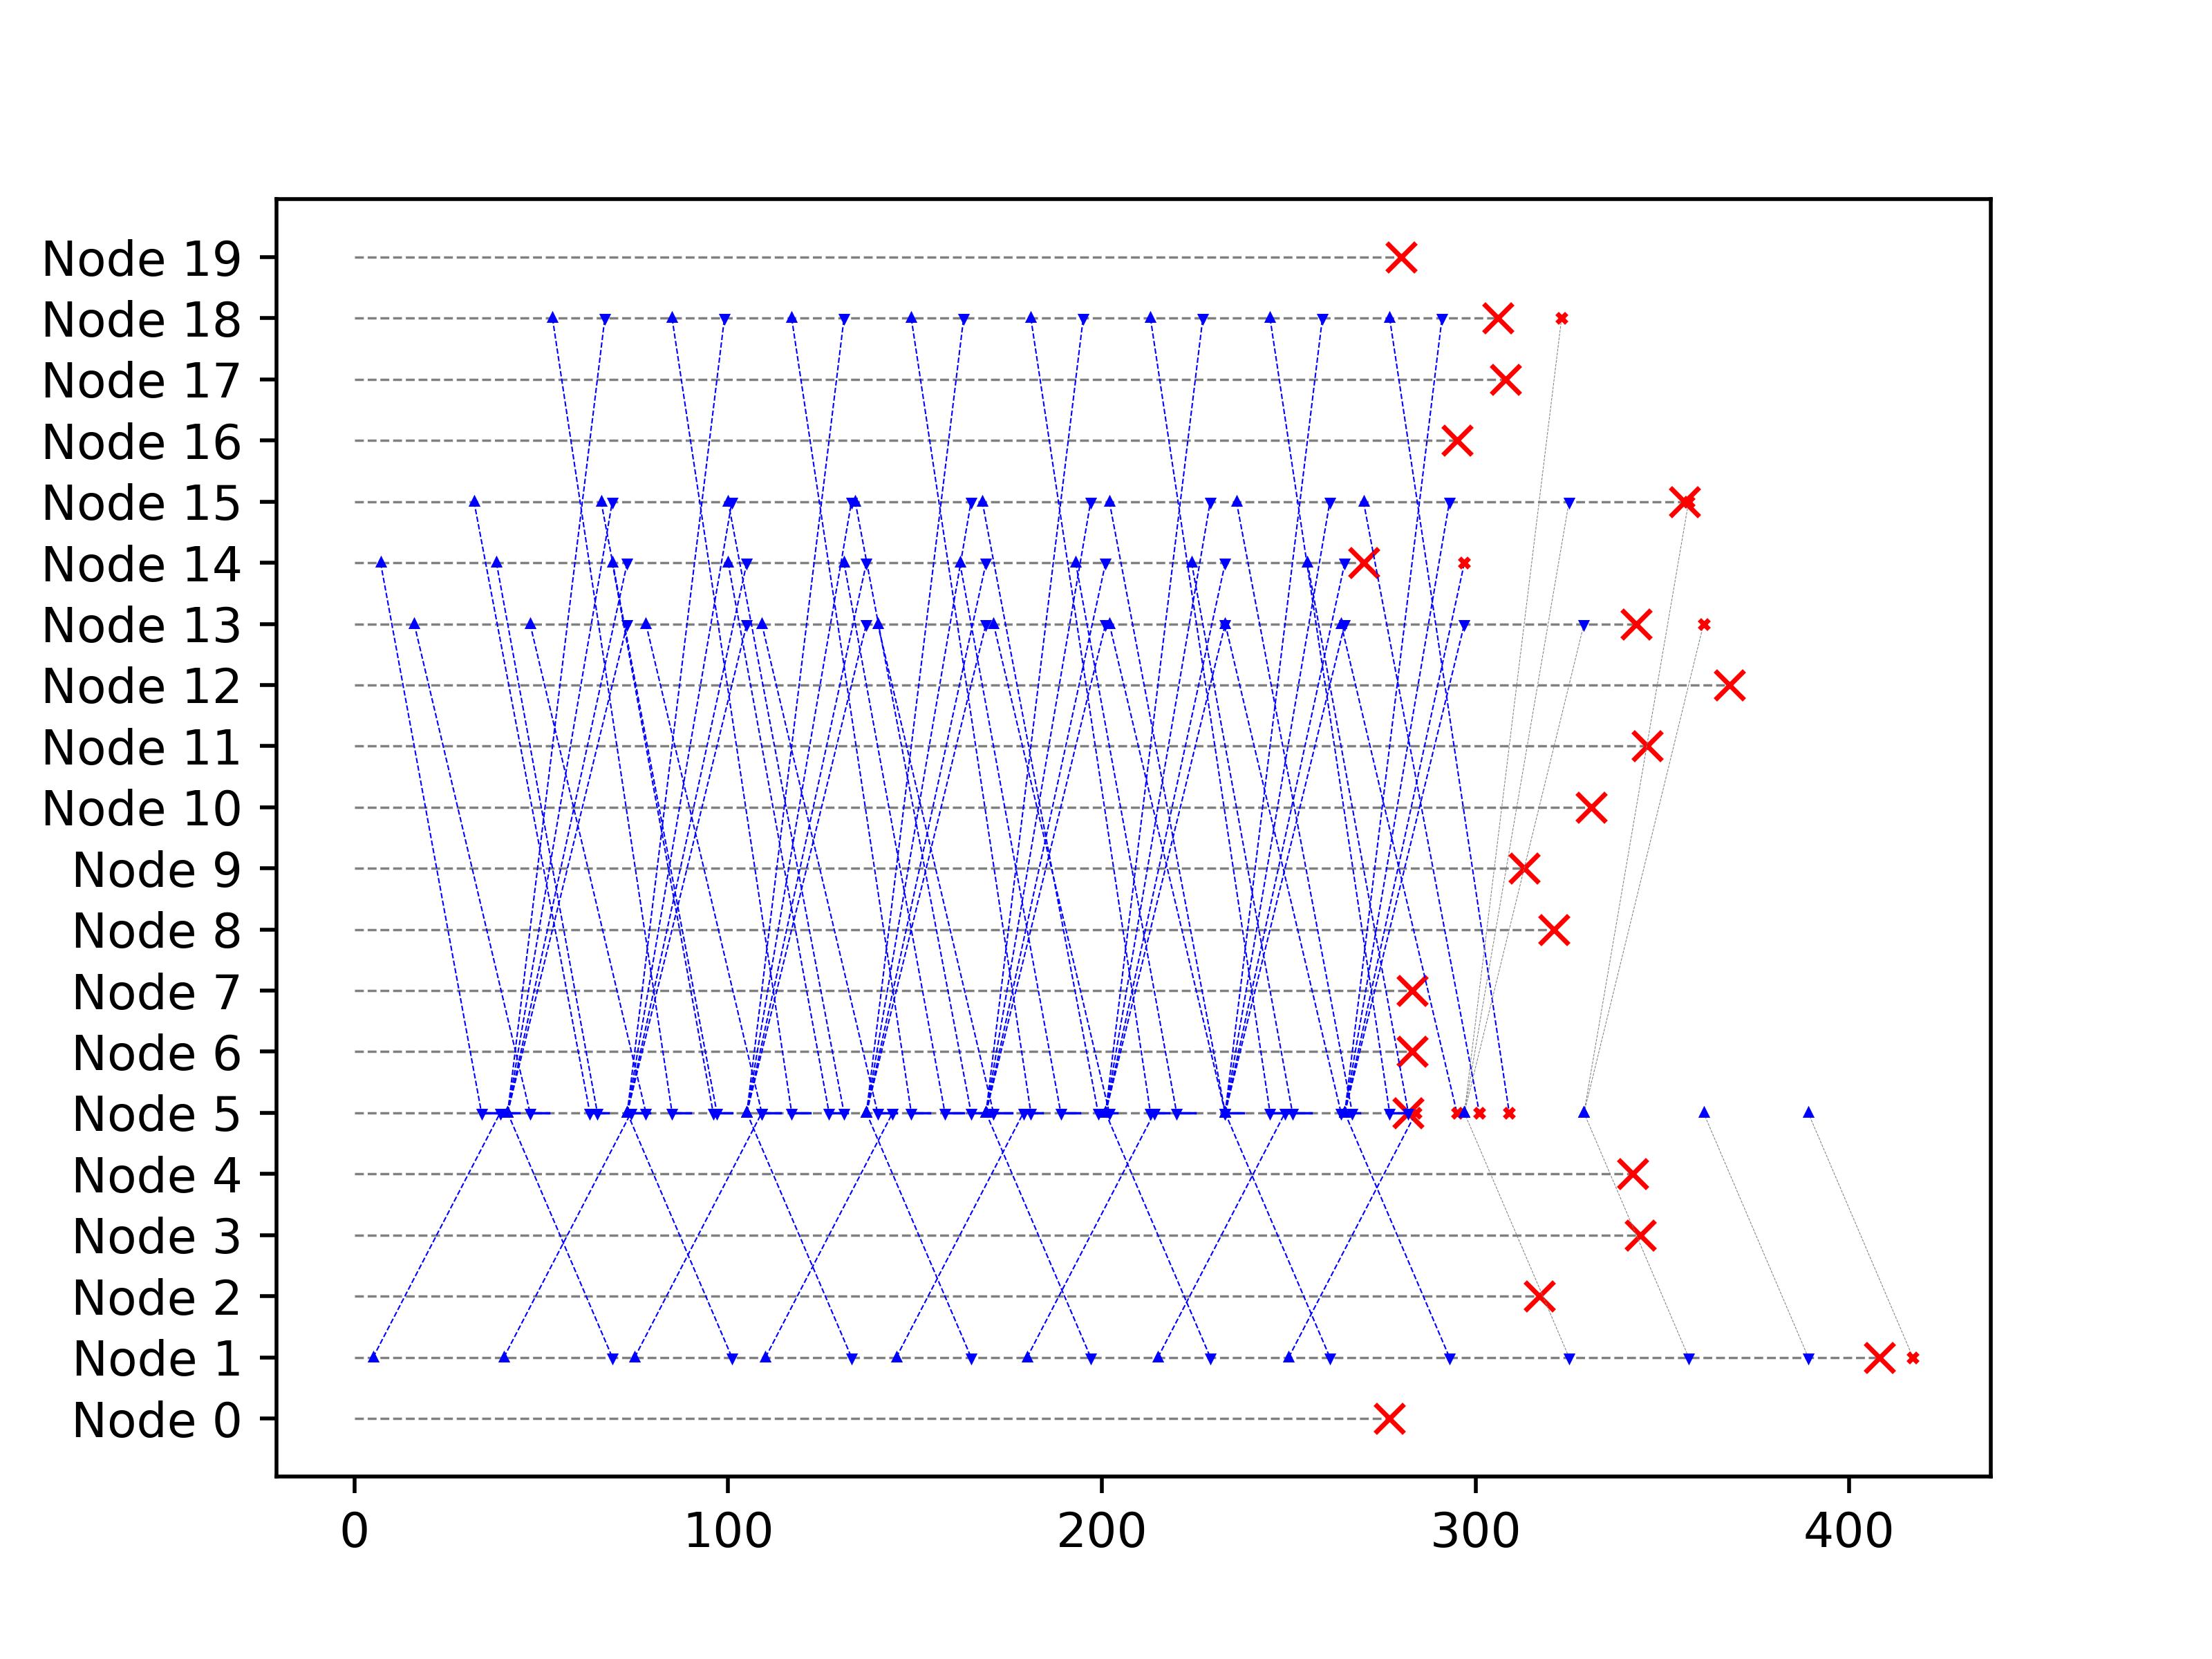 Node 19
Node 18
Node 17
Node 16
Node 15
Node 14
Node 13
Node 12
Node 11
Node 10
Node 9
Node 8
Node 7
Node 6
Node 5
Node 4
Node 3
Node 2
Node 1
Node 0
0 100 200 300 400